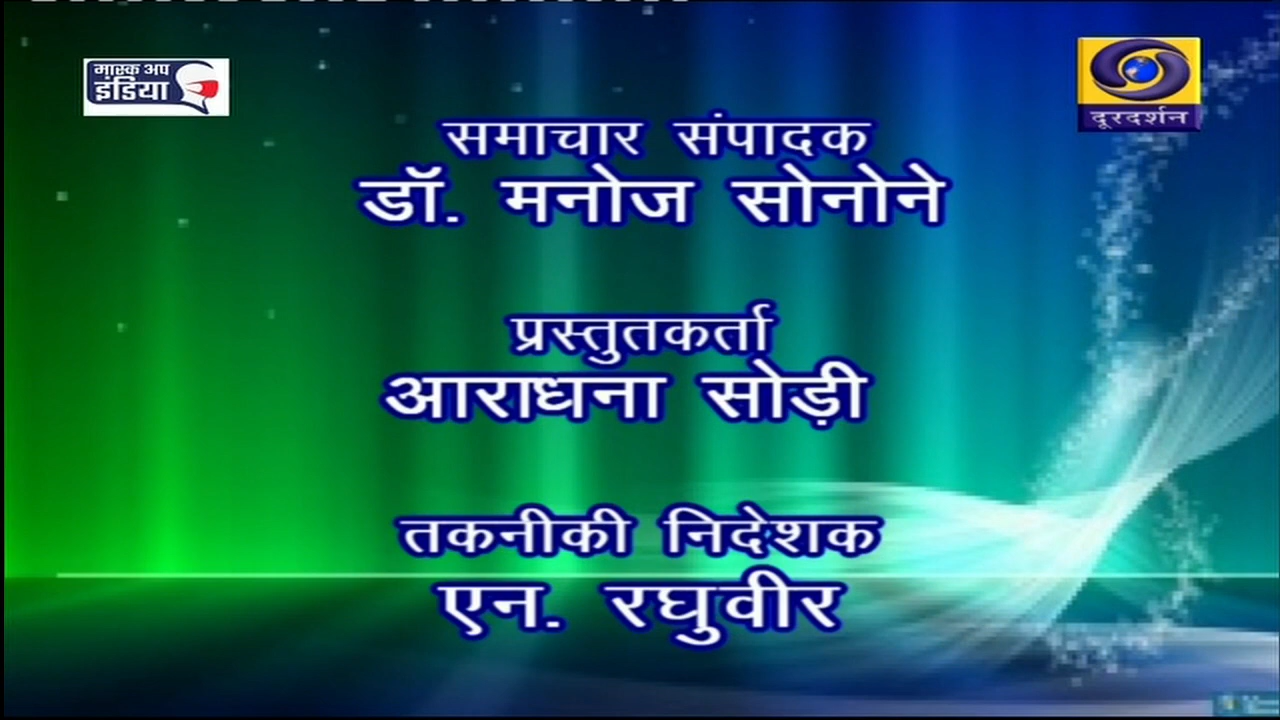 मास्क अप
इंडिया
दूरदर्शन
समाचार संपादक
डॉ. मनोज सोनोने
प्रस्तुतकर्ता
आराधना सोड़ी
तकनीकी निदेशक
एन. रघुवीर